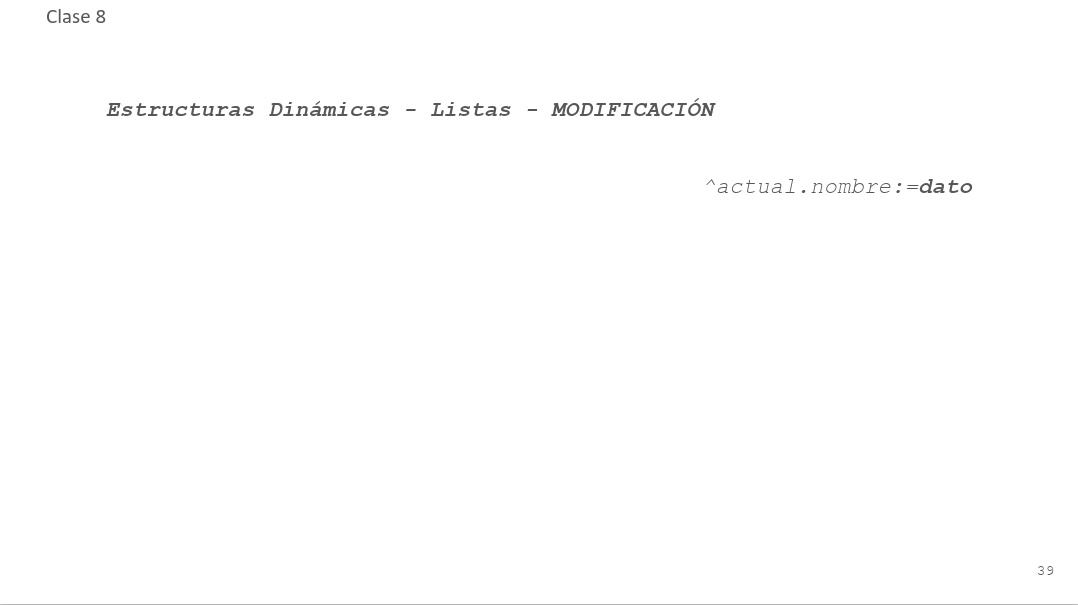 Clase 8
Estructuras Dinámicas - Listas - MODIFICACIÓN
^actual.nombre:=dato
39